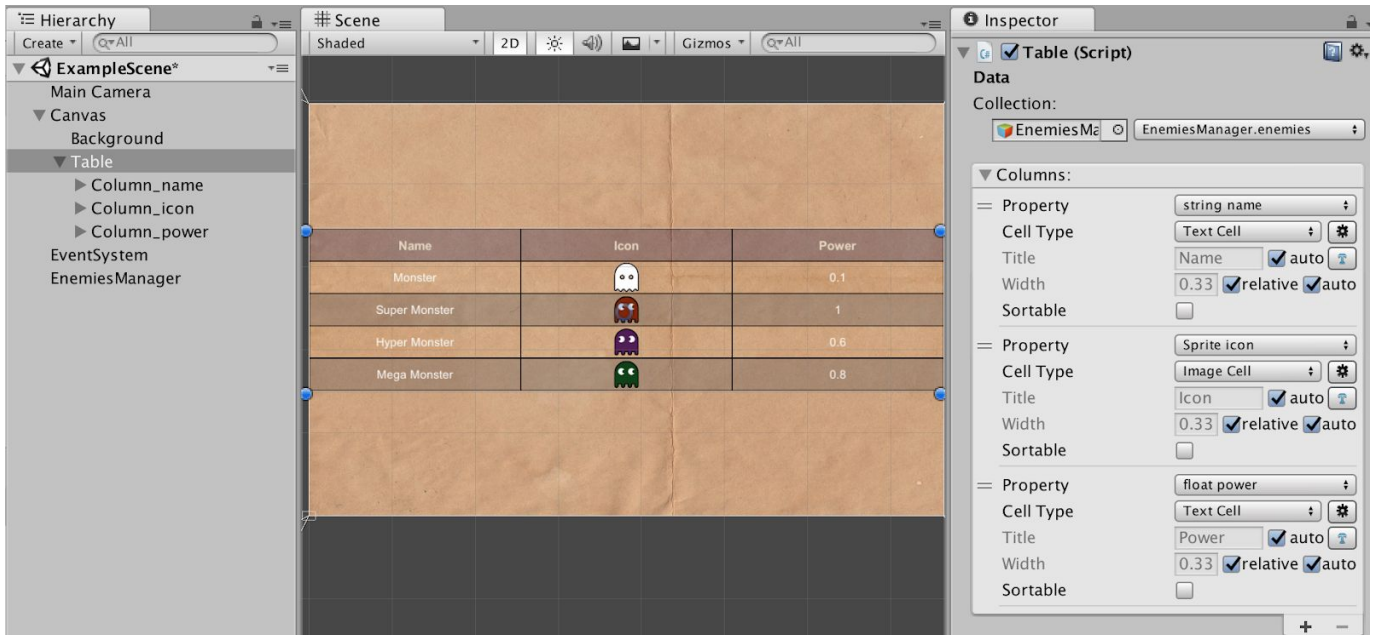 Hierarchy
Create
All
ExampleScene*
Main Camera
Canvas
Background
Table
Column_name
Column_icon
Column_power
EventSystem
EnemiesManager
Scene
Shaded
2D
Gizmos
All
Name Icon Power
Monster 0.1
Super Monster 1
Hyper Monster 0.6
Mega Monster 0.8
Inspector
C#
Table (Script)
Data
Collection:
EnemiesMa EnemiesManager.enemies
Columns:
Property string name
Cell Type Text Cell
Title Name auto T
Width 0.33 relative auto
Sortable
Property Sprite icon
Cell Type Image Cell
Title Icon auto T
Width 0.33 relative auto
Sortable
Property float power
Cell Type Text Cell
Title Power auto T
Width 0.33 relative auto
Sortable